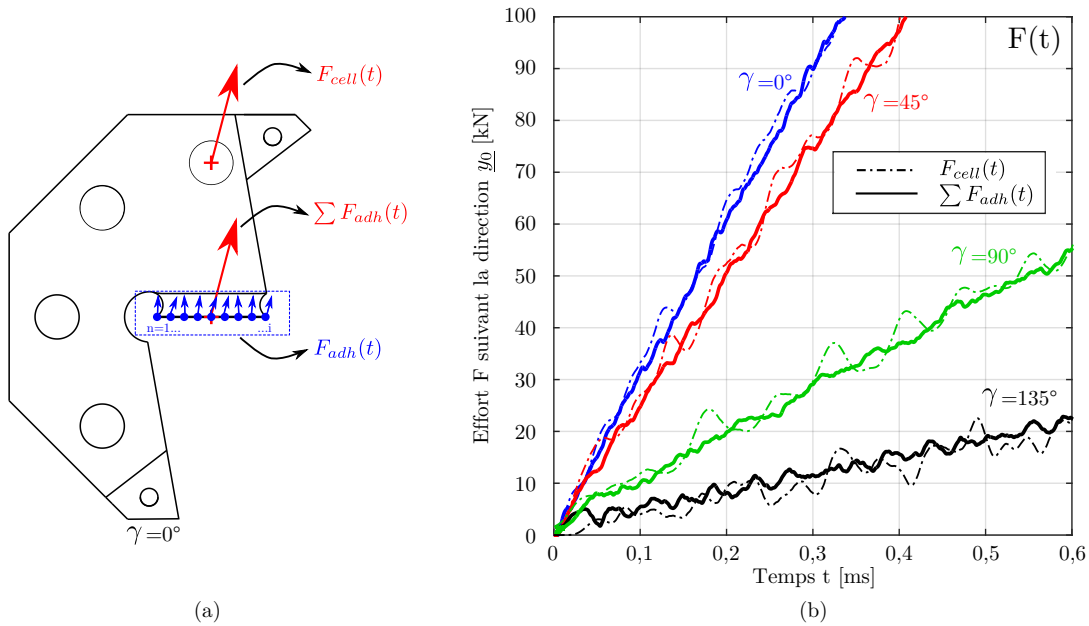 F_cell(t)
∑ F_adh(t)
n=1... ...i
F_adh(t)
γ=0°
(a)
Effort F suivant la direction y0 [kN]
100
90
80
70
60
50
40
30
20
10
0
F(t)
γ=0°
γ=45°
F_cell(t)
∑ F_adh(t)
γ=90°
γ=135°
0 0,1 0,2 0,3 0,4 0,5 0,6
Temps t [ms]
(b)